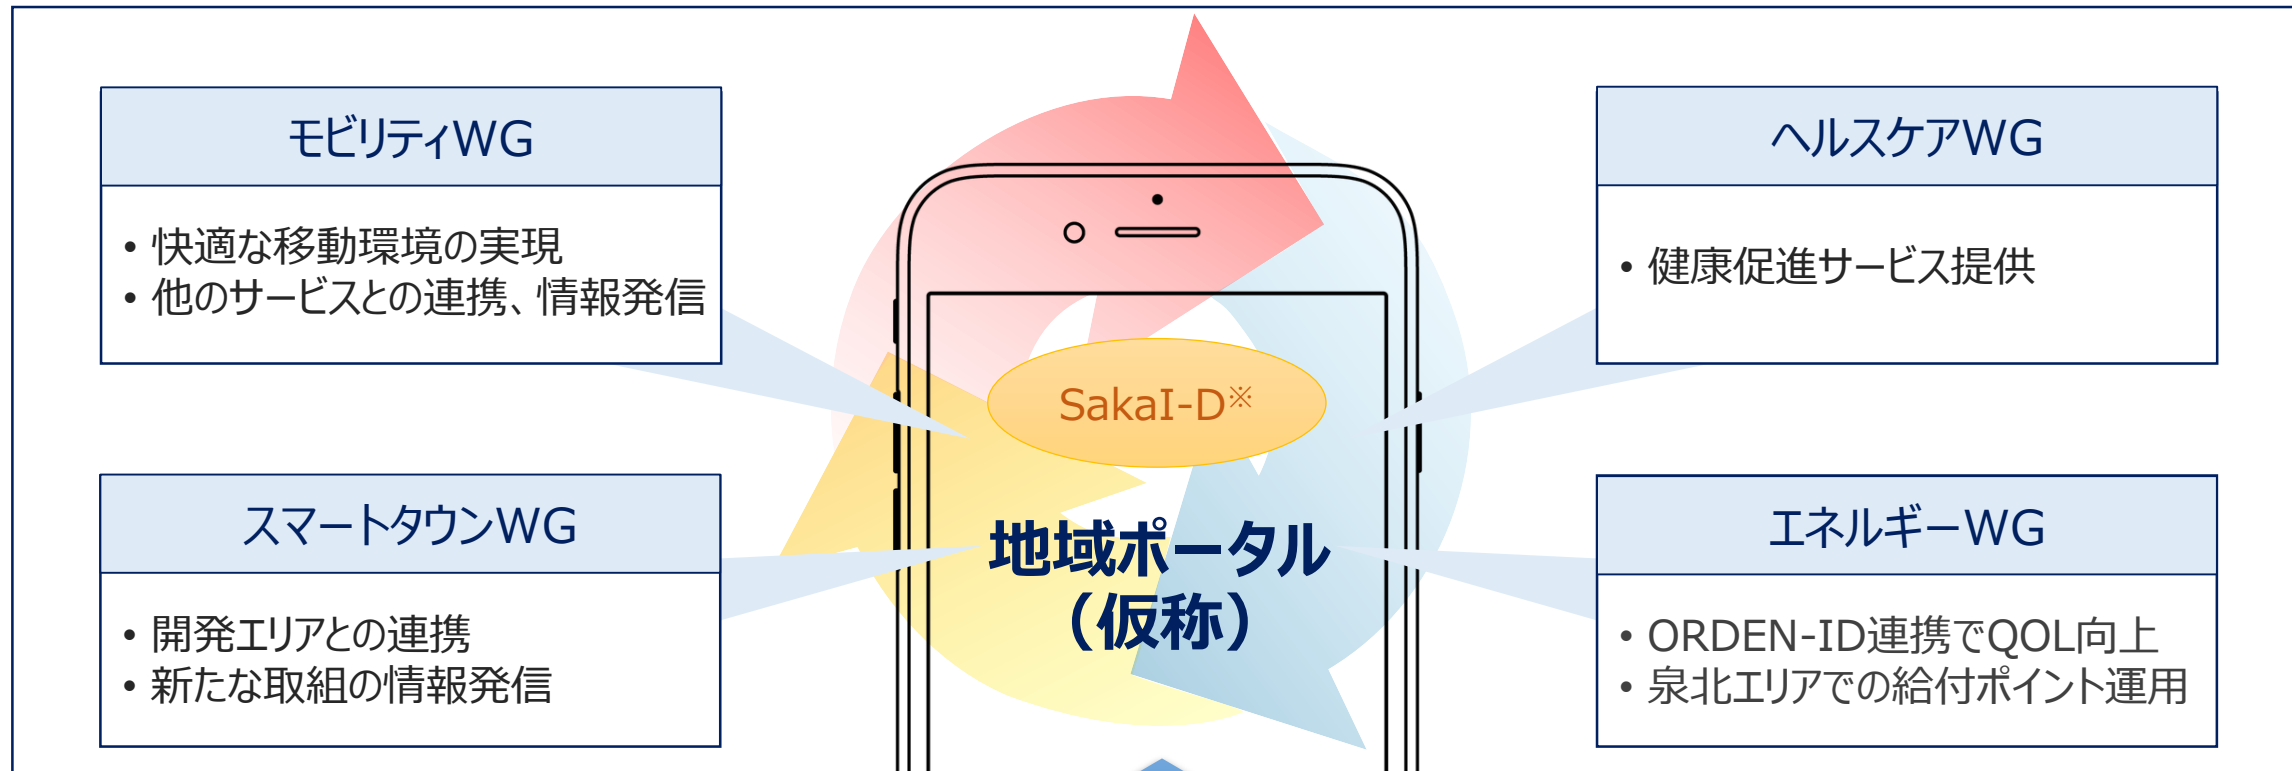 モビリティWG
• 快適な移動環境の実現
• 他のサービスとの連携、情報発信
ヘルスケアWG
• 健康促進サービス提供
SakaI-D※
地域ポータル
（仮称）
スマートタウンWG
• 開発エリアとの連携
• 新たな取組の情報発信
エネルギーWG
• ORDEN-ID連携でQOL向上
• 泉北エリアでの給付ポイント運用